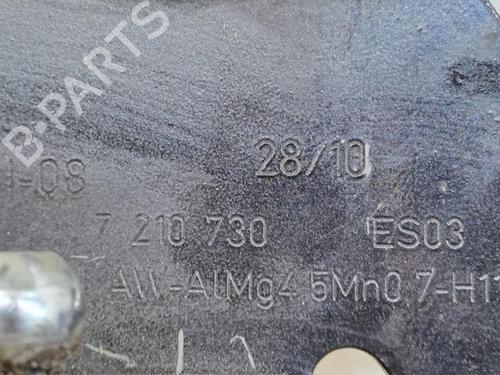 B-PARTS
28/10
-08
7 210 730 ES03
AW-AlMg4,5Mn0,7-H11